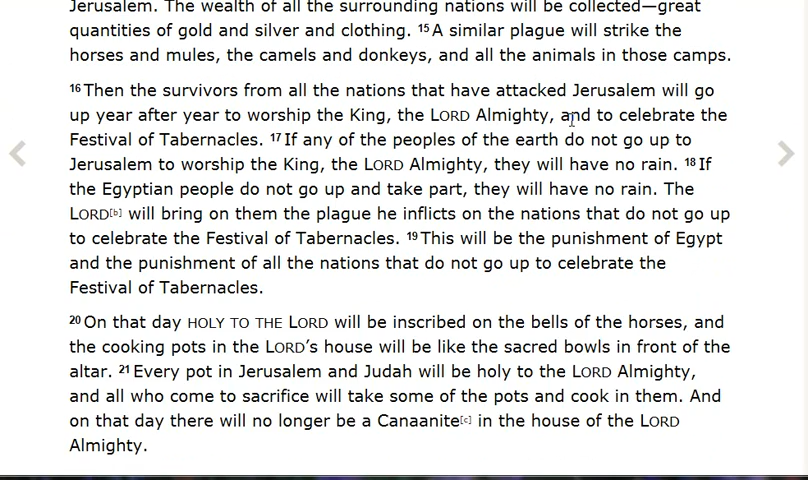 Jerusalem. The wealth of all the surrounding nations will be collected—great
quantities of gold and silver and clothing. 15 A similar plague will strike the
horses and mules, the camels and donkeys, and all the animals in those camps.
16 Then the survivors from all the nations that have attacked Jerusalem will go
up year after year to worship the King, the LORD Almighty, and to celebrate the
Festival of Tabernacles. 17 If any of the peoples of the earth do not go up to
Jerusalem to worship the King, the LORD Almighty, they will have no rain. 18 If
the Egyptian people do not go up and take part, they will have no rain. The
LORD[b] will bring on them the plague he inflicts on the nations that do not go up
to celebrate the Festival of Tabernacles. 19 This will be the punishment of Egypt
and the punishment of all the nations that do not go up to celebrate the
Festival of Tabernacles.
20 On that day HOLY TO THE LORD will be inscribed on the bells of the horses, and
the cooking pots in the LORD’s house will be like the sacred bowls in front of the
altar. 21 Every pot in Jerusalem and Judah will be holy to the LORD Almighty,
and all who come to sacrifice will take some of the pots and cook in them. And
on that day there will no longer be a Canaanite[c] in the house of the LORD
Almighty.